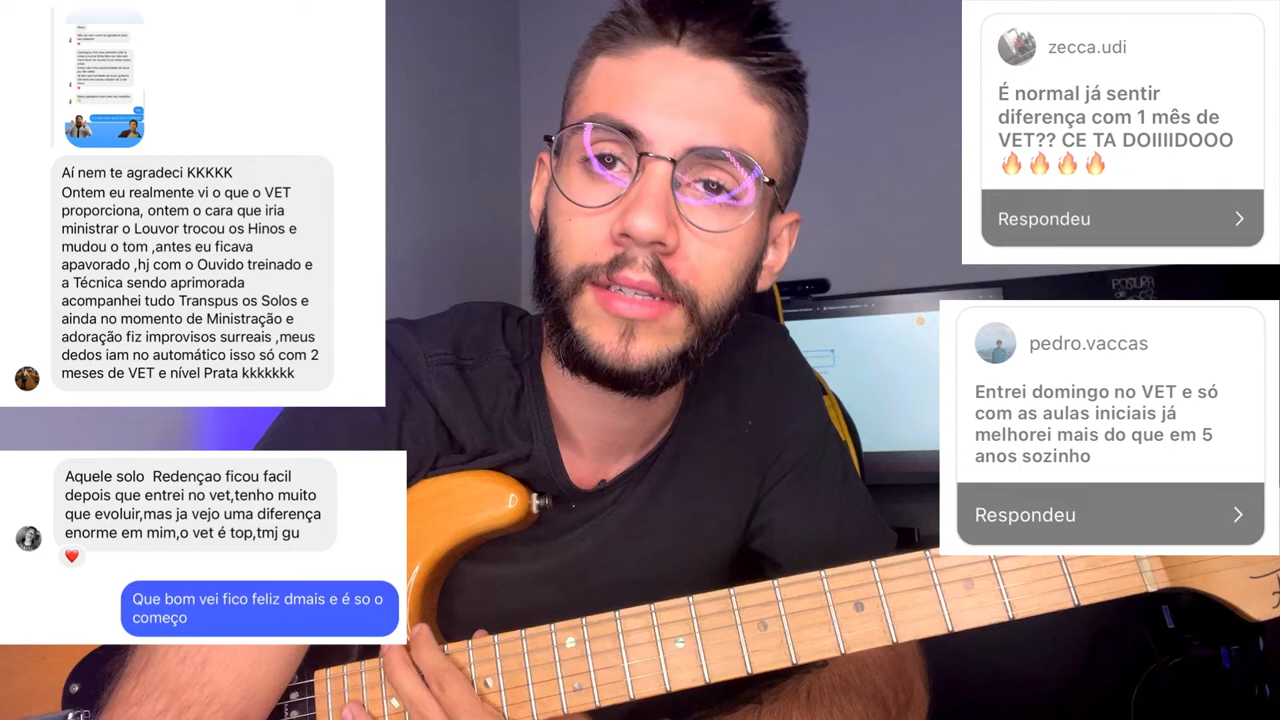 Aí nem te agradeci KKKKK
Ontem eu realmente vi o que o VET
proporciona, ontem o cara que iria
ministrar o Louvor trocou os Hinos e
mudou o tom ,antes eu ficava
apavorado ,hj com o Ouvido treinado e
a Técnica sendo aprimorada
acompanhei tudo Transpus os Solos e
ainda no momento de Ministração e
adoração fiz improvisos surreais ,meus
dedos iam no automático isso só com 2
meses de VET e nível Prata kkkkkkk
Aquele solo Redençao ficou facil
depois que entrei no vet,tenho muito
que evoluir,mas ja vejo uma diferença
enorme em mim,o vet é top,tmj gu
Que bom vei fico feliz dmais e é so o
começo
zecca.udi
É normal já sentir
diferença com 1 mês de
VET?? CE TA DOIIIIDOOO
🔥🔥🔥🔥
Respondeu
POSTURA
pedro.vaccas
Entrei domingo no VET e só
com as aulas iniciais já
melhorei mais do que em 5
anos sozinho
Respondeu